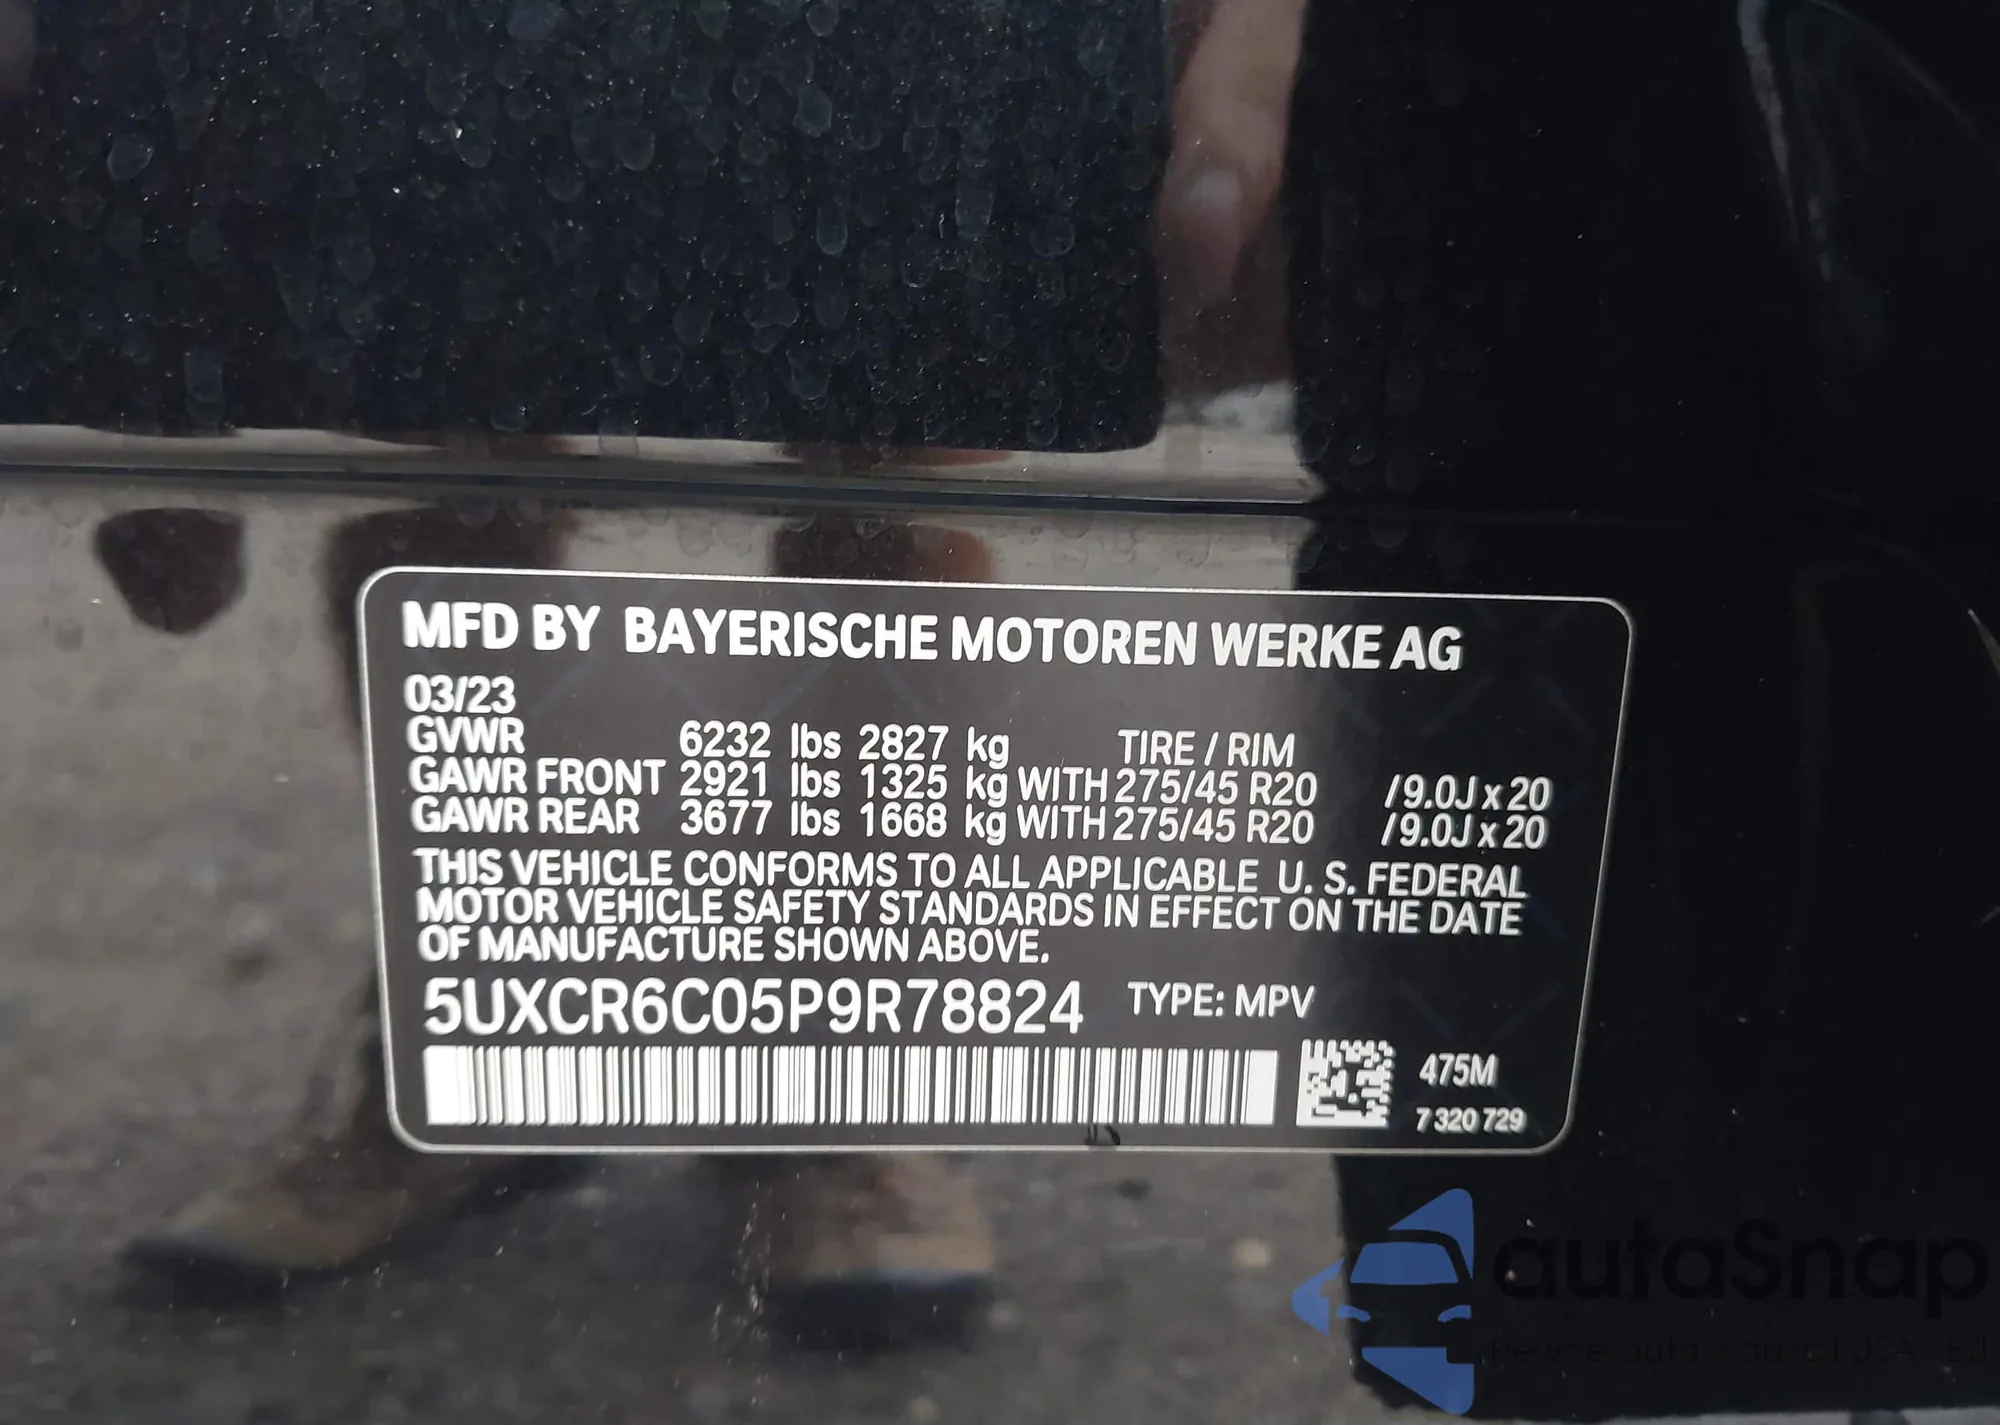 MFD BY BAYERISCHE MOTOREN WERKE AG
03/23
GVWR 6232 lbs 2827 kg TIRE / RIM
GAWR FRONT 2921 lbs 1325 kg WITH 275/45 R20 /9.0J x 20
GAWR REAR 3677 lbs 1668 kg WITH 275/45 R20 /9.0J x 20
THIS VEHICLE CONFORMS TO ALL APPLICABLE U. S. FEDERAL
MOTOR VEHICLE SAFETY STANDARDS IN EFFECT ON THE DATE
OF MANUFACTURE SHOWN ABOVE.
5UXCR6C05P9R78824 TYPE: MPV
475M
7 320 729
autaSnap
auta z USA